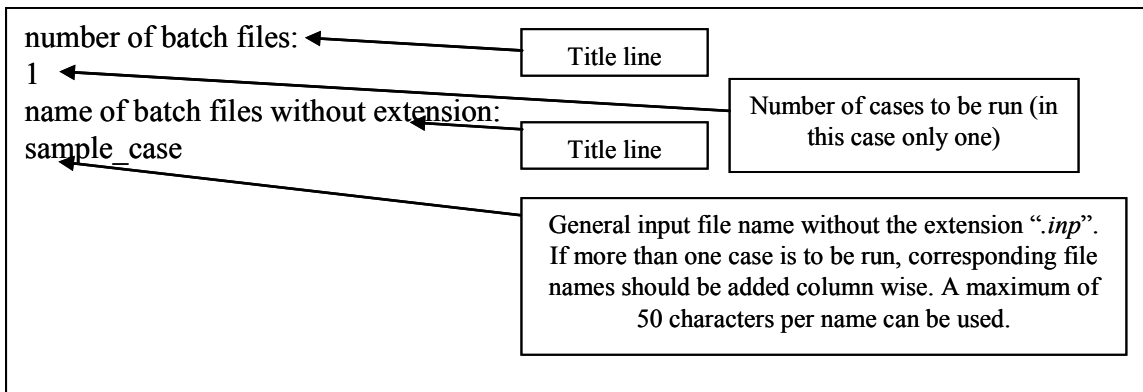 number of batch files:
1
name of batch files without extension:
sample_case
Title line
Number of cases to be run (in
this case only one)
Title line
General input file name without the extension “.inp”.
If more than one case is to be run, corresponding file
names should be added column wise. A maximum of
50 characters per name can be used.